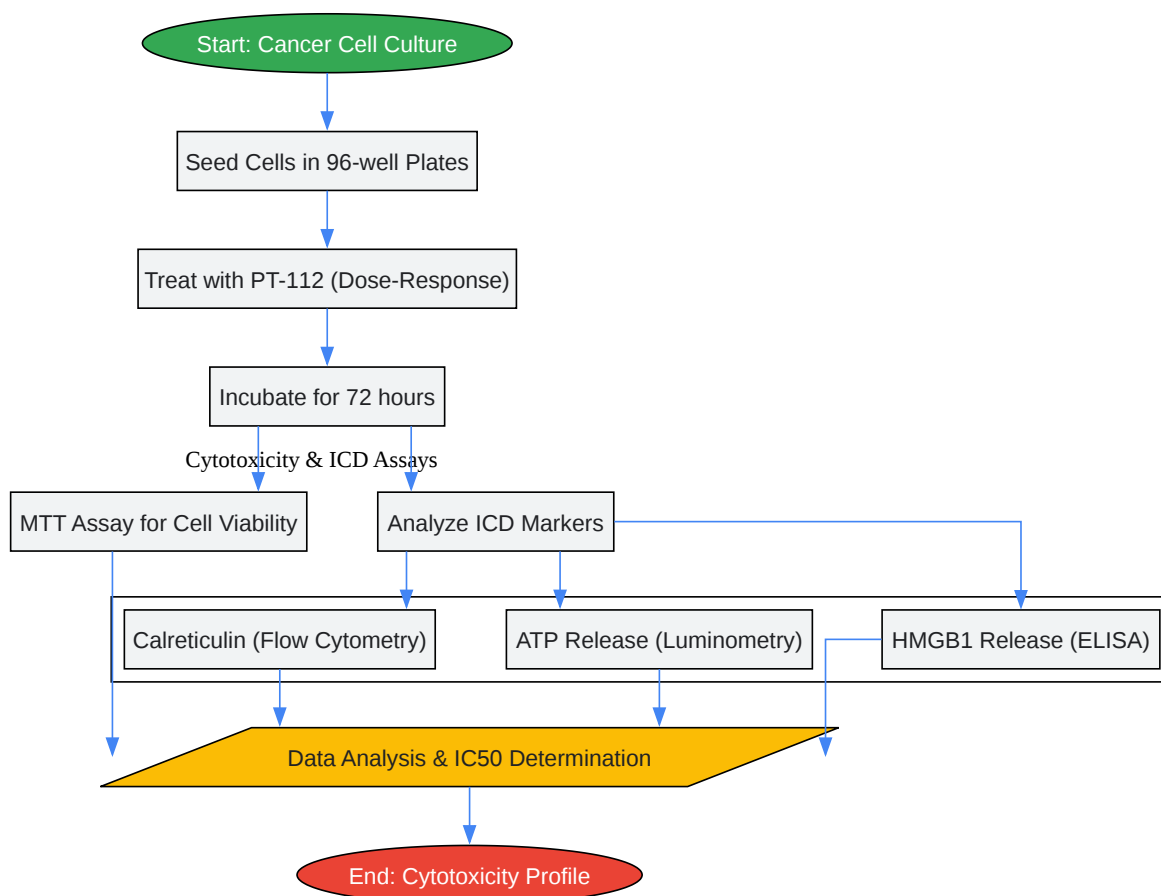 Start: Cancer Cell Culture
Seed Cells in 96-well Plates
Treat with PT-112 (Dose-Response)
Incubate for 72 hours
Cytotoxicity & ICD Assays
MTT Assay for Cell Viability
Analyze ICD Markers
Calreticulin (Flow Cytometry)
ATP Release (Luminometry)
HMGB1 Release (ELISA)
Data Analysis & IC50 Determination
End: Cytotoxicity Profile